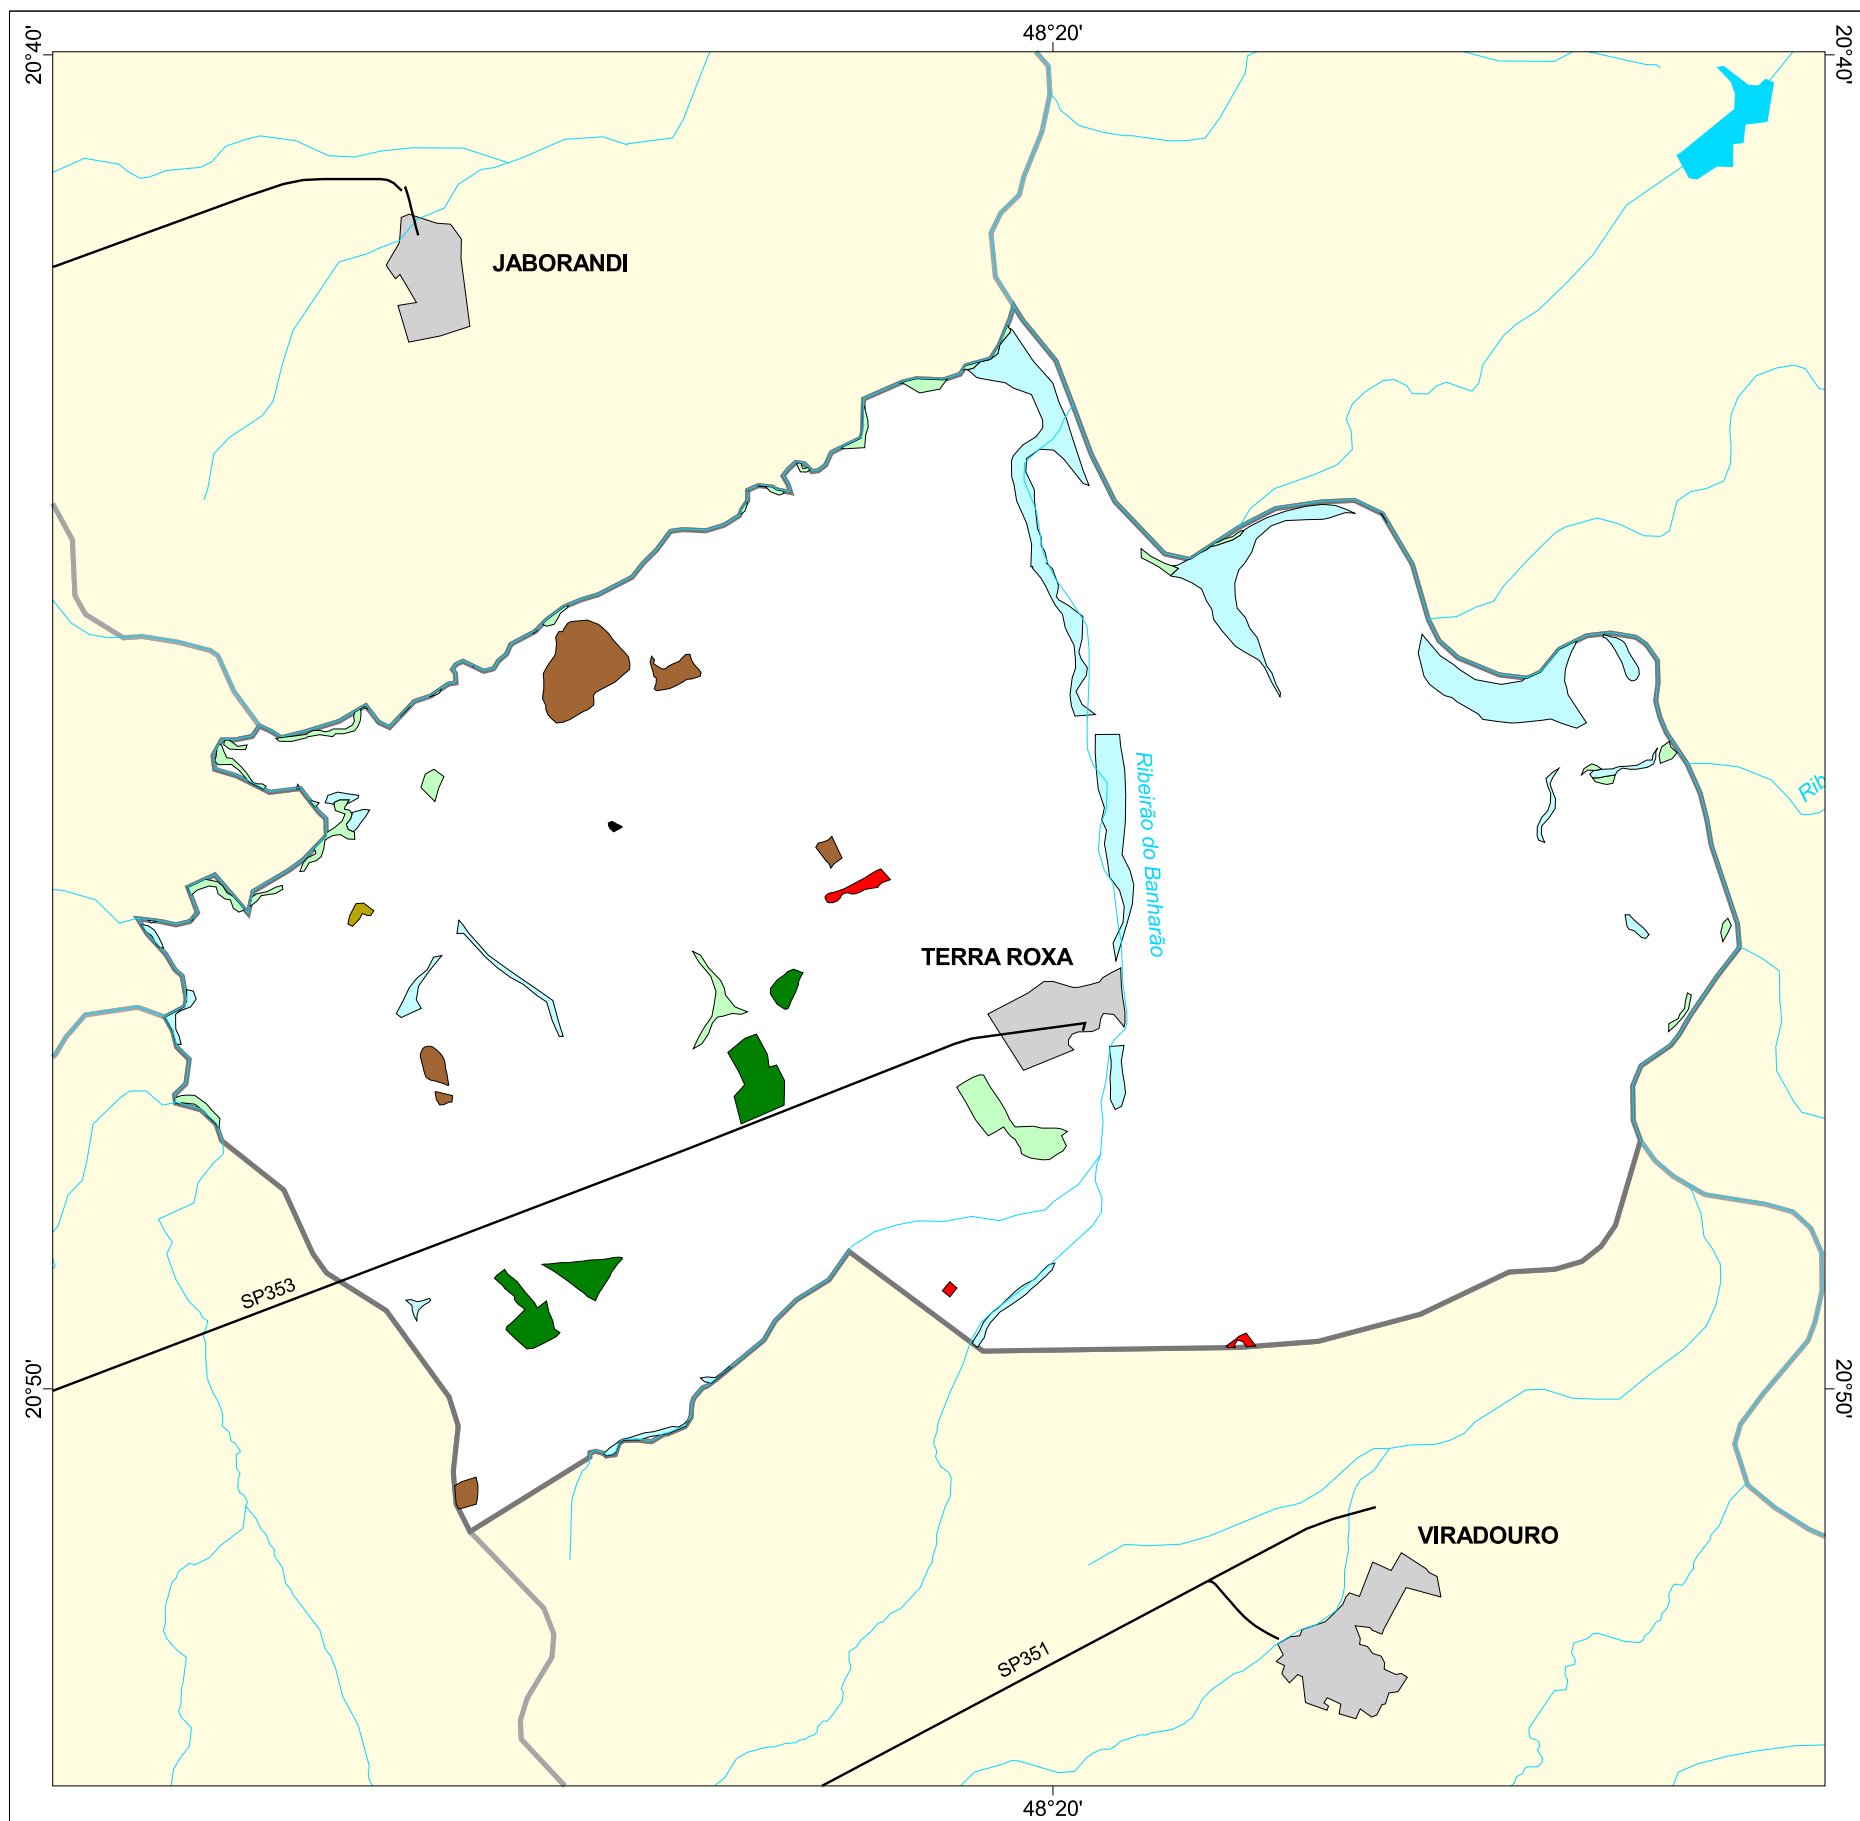 48°20'
20°40'
20°40'
JABORANDI
Ribeirão do Banharão
Rib
TERRA ROXA
SP353
20°50'
20°50'
VIRADOURO
SP351
48°20'